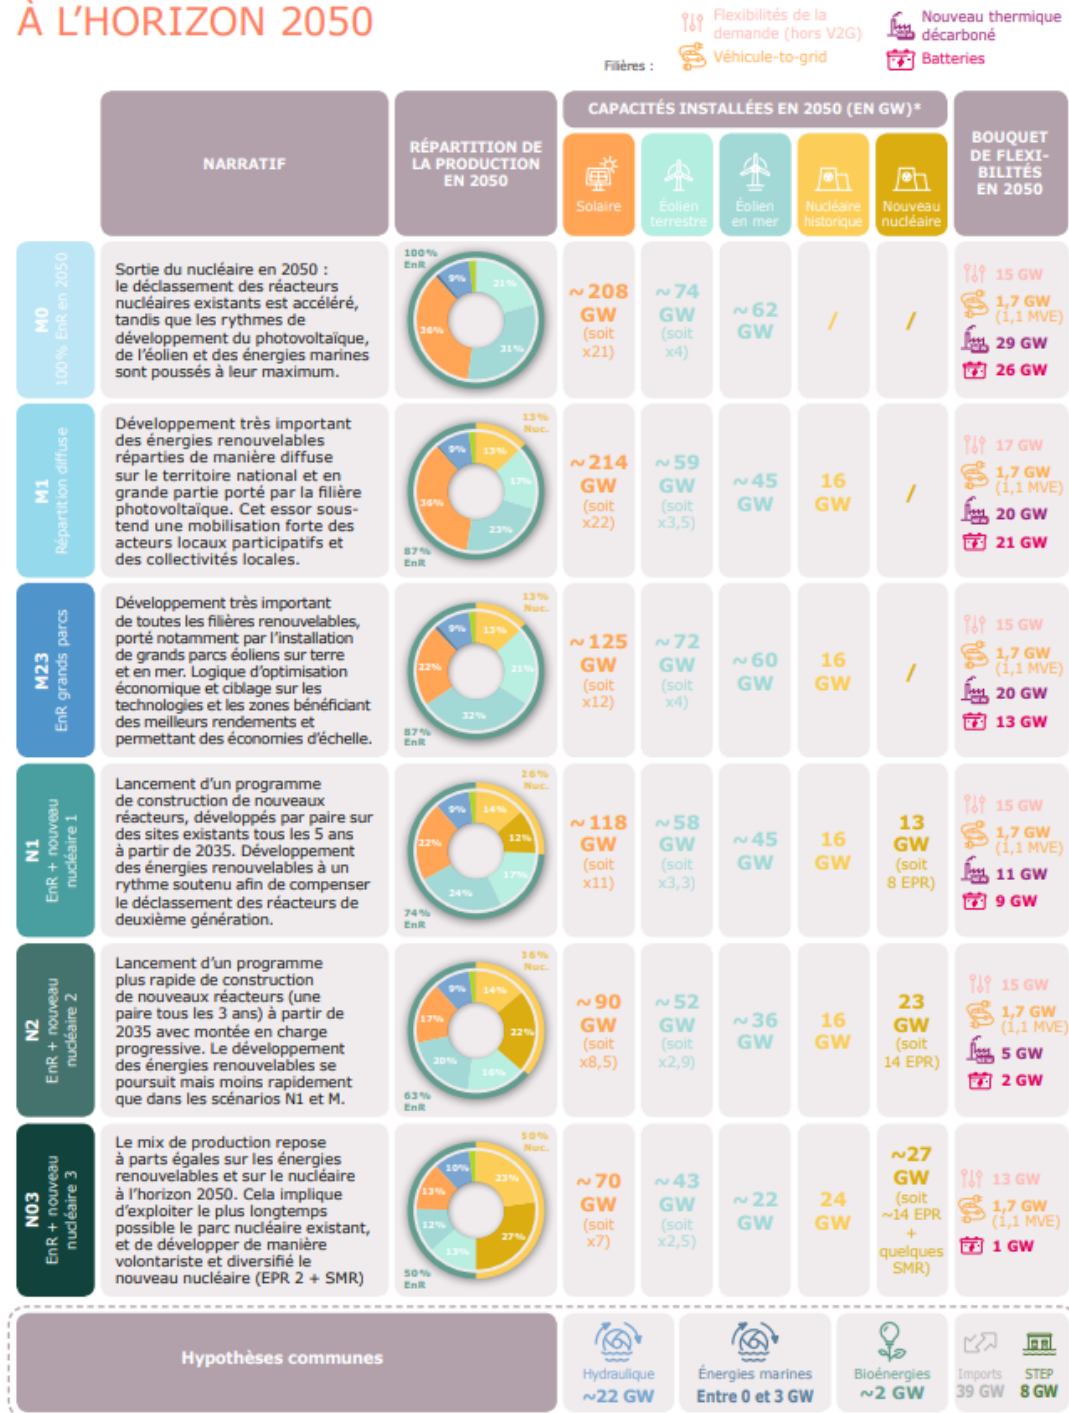 À L’HORIZON 2050
Filières :
Flexibilités de la
demande (hors V2G)
Véhicule-to-grid
Nouveau thermique
décarboné
Batteries
NARRATIF
RÉPARTITION DE
LA PRODUCTION
EN 2050
CAPACITÉS INSTALLÉES EN 2050 (EN GW)*
Solaire
Éolien
terrestre
Éolien
en mer
Nucléaire
historique
Nouveau
nucléaire
BOUQUET
DE FLEXI-
BILITÉS
EN 2050
M0
100% EnR en 2050
Sortie du nucléaire en 2050 :
le déclassement des réacteurs
nucléaires existants est accéléré,
tandis que les rythmes de
développement du photovoltaïque,
de l’éolien et des énergies marines
sont poussés à leur maximum.
100%
EnR
9%
21%
36%
31%
~208
GW
(soit
x21)
~74
GW
(soit
x4)
~62
GW
/
/
15 GW
1,7 GW
(1,1 MVE)
29 GW
26 GW
M1
Répartition diffuse
Développement très important
des énergies renouvelables
réparties de manière diffuse
sur le territoire national et en
grande partie porté par la filière
photovoltaïque. Cet essor sous-
tend une mobilisation forte des
acteurs locaux participatifs et
des collectivités locales.
13%
Nuc.
9%
13%
17%
36%
23%
87%
EnR
~214
GW
(soit
x22)
~59
GW
(soit
x3,5)
~45
GW
16
GW
/
17 GW
1,7 GW
(1,1 MVE)
20 GW
21 GW
M23
EnR grands parcs
Développement très important
de toutes les filières renouvelables,
porté notamment par l’installation
de grands parcs éoliens sur terre
et en mer. Logique d’optimisation
économique et ciblage sur les
technologies et les zones bénéficiant
des meilleurs rendements et
permettant des économies d’échelle.
13%
Nuc.
9%
13%
22%
21%
32%
87%
EnR
~125
GW
(soit
x12)
~72
GW
(soit
x4)
~60
GW
16
GW
/
15 GW
1,7 GW
(1,1 MVE)
20 GW
13 GW
N1
EnR + nouveau
nucléaire 1
Lancement d’un programme
de construction de nouveaux
réacteurs, développés par paire sur
des sites existants tous les 5 ans
à partir de 2035. Développement
des énergies renouvelables à un
rythme soutenu afin de compenser
le déclassement des réacteurs de
deuxième génération.
26%
Nuc.
9%
14%
12%
22%
17%
24%
74%
EnR
~118
GW
(soit
x11)
~58
GW
(soit
x3,3)
~45
GW
16
GW
13
GW
(soit
8 EPR)
15 GW
1,7 GW
(1,1 MVE)
11 GW
9 GW
N2
EnR + nouveau
nucléaire 2
Lancement d’un programme
plus rapide de construction
de nouveaux réacteurs (une
paire tous les 3 ans) à partir de
2035 avec montée en charge
progressive. Le développement
des énergies renouvelables se
poursuit mais moins rapidement
que dans les scénarios N1 et M.
36%
Nuc.
9%
14%
17%
22%
20%
16%
63%
EnR
~90
GW
(soit
x8,5)
~52
GW
(soit
x2,9)
~36
GW
16
GW
23
GW
(soit
14 EPR)
15 GW
1,7 GW
(1,1 MVE)
5 GW
2 GW
N03
EnR + nouveau
nucléaire 3
Le mix de production repose
à parts égales sur les énergies
renouvelables et sur le nucléaire
à l’horizon 2050. Cela implique
d’exploiter le plus longtemps
possible le parc nucléaire existant,
et de développer de manière
volontariste et diversifié le
nouveau nucléaire (EPR 2 + SMR)
50%
Nuc.
10%
23%
13%
12%
27%
13%
50%
EnR
~70
GW
(soit
x7)
~43
GW
(soit
x2,5)
~22
GW
24
GW
~27
GW
(soit
~14 EPR
+
quelques
SMR)
13 GW
1,7 GW
(1,1 MVE)
1 GW
Hypothèses communes
Hydraulique
~22 GW
Énergies marines
Entre 0 et 3 GW
Bioénergies
~2 GW
Imports
39 GW
STEP
8 GW